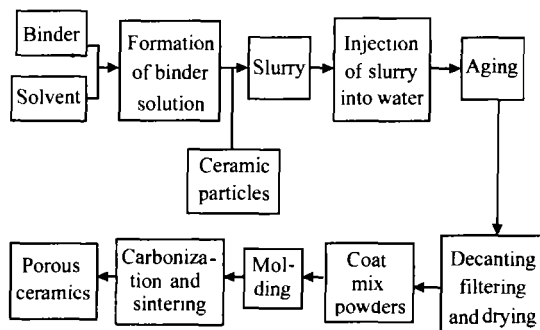 Binder
Solvent
Formation
of binder
solution
Slurry
Injection
of slurry
into water
Aging
Ceramic
particles
Decanting
filtering
and drying
Coat
mix
powders
Mol-
ding
Carboniza-
tion and
sintering
Porous
ceramics